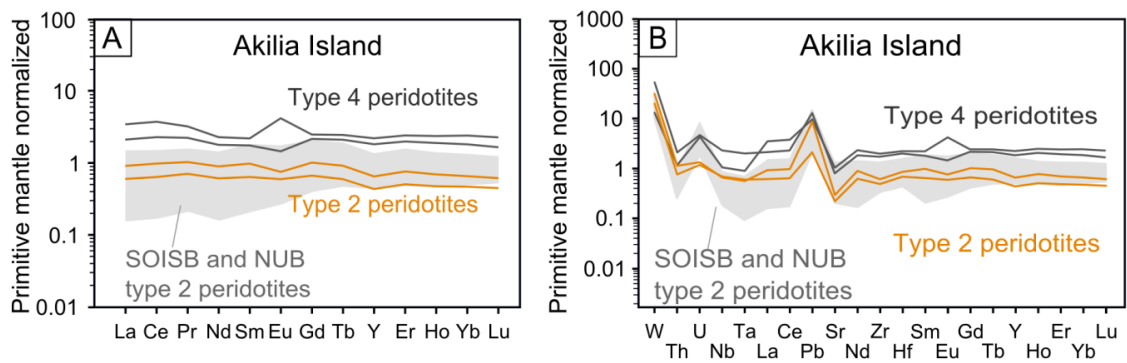 Primitive mantle normalized
100
10
1
0.1
0.01
A
Akilia Island
Type 4 peridotites
Type 2 peridotites
SOISB and NUB
type 2 peridotites
La Ce Pr Nd Sm Eu Gd Tb Y Er Ho Yb Lu
Primitive mantle normalized
1000
100
10
1
0.1
0.01
B
Akilia Island
Type 4 peridotites
Type 2 peridotites
SOISB and NUB
type 2 peridotites
W U Ta Ce Sr Zr Sm Gd Y Er Lu
Th Nb La Pb Nd Hf Eu Tb Ho Yb